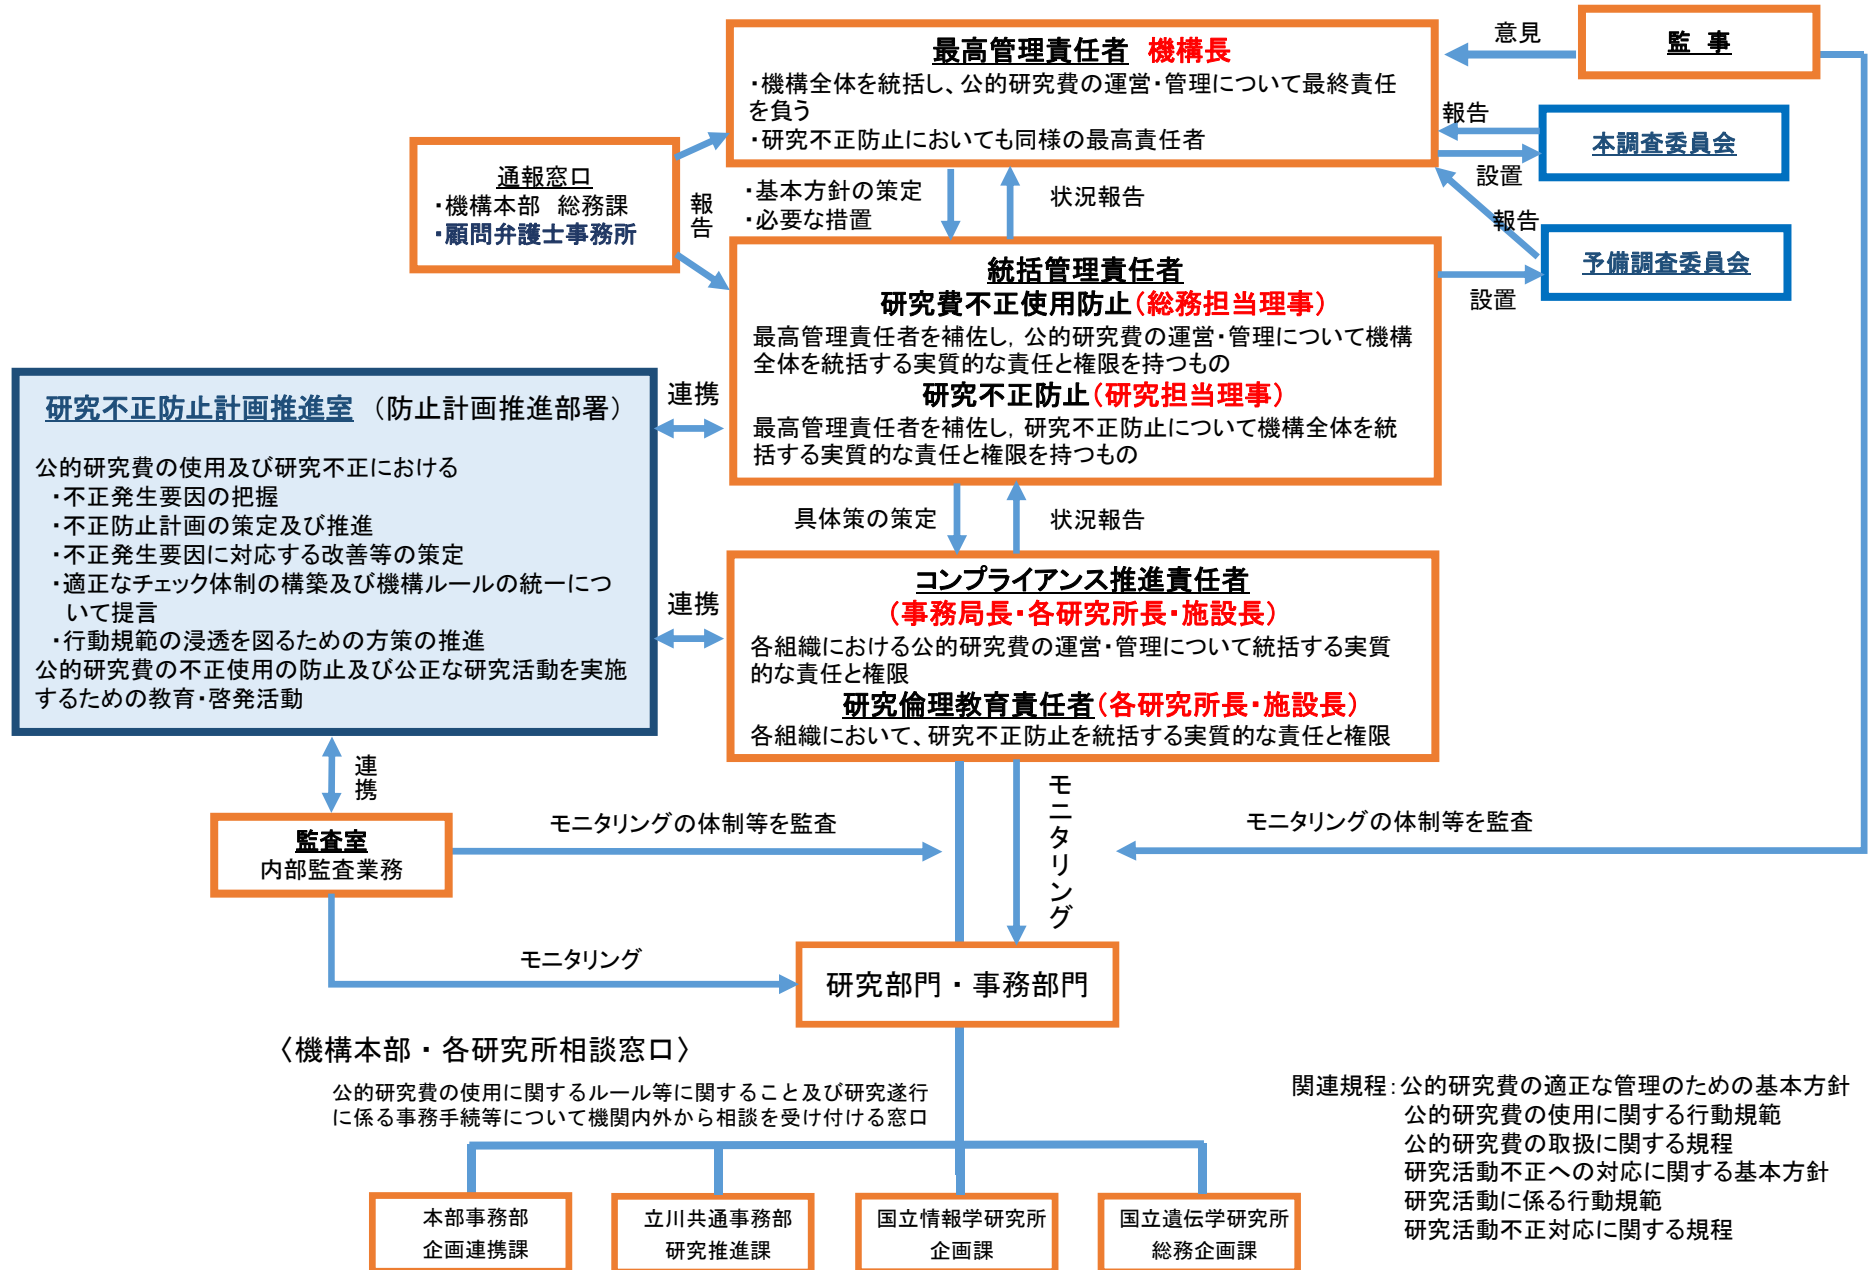 最高管理責任者　機構長
・機構全体を統括し、公的研究費の運営・管理について最終責任
を負う
・研究不正防止においても同様の最高責任者
意見
監　事
報告
本調査委員会
設置
通報窓口
・機構本部　総務課
・顧問弁護士事務所
報告
・基本方針の策定
・必要な措置
状況報告
報告
予備調査委員会
設置
統括管理責任者
研究費不正使用防止（総務担当理事）
最高管理責任者を補佐し，公的研究費の運営・管理について機構
全体を統括する実質的な責任と権限を持つもの
研究不正防止（研究担当理事）
最高管理責任者を補佐し，研究不正防止について機構全体を統
括する実質的な責任と権限を持つもの
連携
研究不正防止計画推進室　（防止計画推進部署）
公的研究費の使用及び研究不正における
・不正発生要因の把握
・不正防止計画の策定及び推進
・不正発生要因に対応する改善等の策定
・適正なチェック体制の構築及び機構ルールの統一につ
いて提言
・行動規範の浸透を図るための方策の推進
公的研究費の不正使用の防止及び公正な研究活動を実施
するための教育・啓発活動
具体策の策定
状況報告
連携
コンプライアンス推進責任者
（事務局長・各研究所長・施設長）
各組織における公的研究費の運営・管理について統括する実質
的な責任と権限
研究倫理教育責任者（各研究所長・施設長）
各組織において、研究不正防止を統括する実質的な責任と権限
連携
モニタリング
監査室
内部監査業務
モニタリングの体制等を監査
モニタリングの体制等を監査
モニタリング
研究部門・事務部門
〈機構本部・各研究所相談窓口〉
公的研究費の使用に関するルール等に関すること及び研究遂行
に係る事務手続等について機関内外から相談を受け付ける窓口
本部事務部
企画連携課
立川共通事務部
研究推進課
国立情報学研究所
企画課
国立遺伝学研究所
総務企画課
関連規程：公的研究費の適正な管理のための基本方針
公的研究費の使用に関する行動規範
公的研究費の取扱に関する規程
研究活動不正への対応に関する基本方針
研究活動に係る行動規範
研究活動不正対応に関する規程